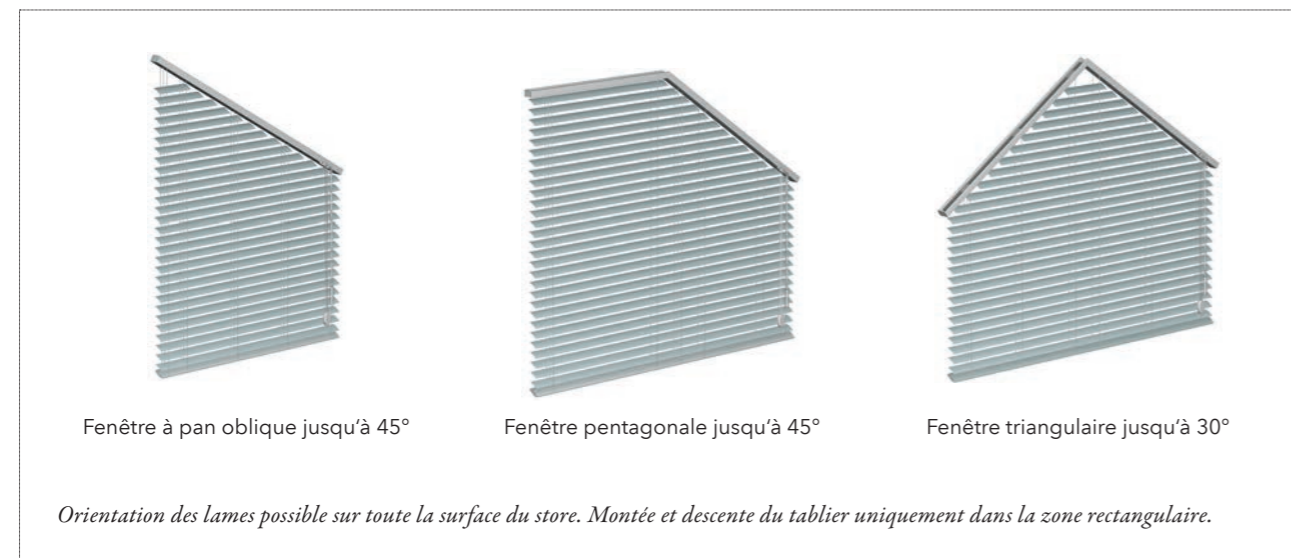 Fenêtre à pan oblique jusqu‘à 45°
Fenêtre pentagonale jusqu‘à 45°
Fenêtre triangulaire jusqu‘à 30°
Orientation des lames possible sur toute la surface du store. Montée et descente du tablier uniquement dans la zone rectangulaire.